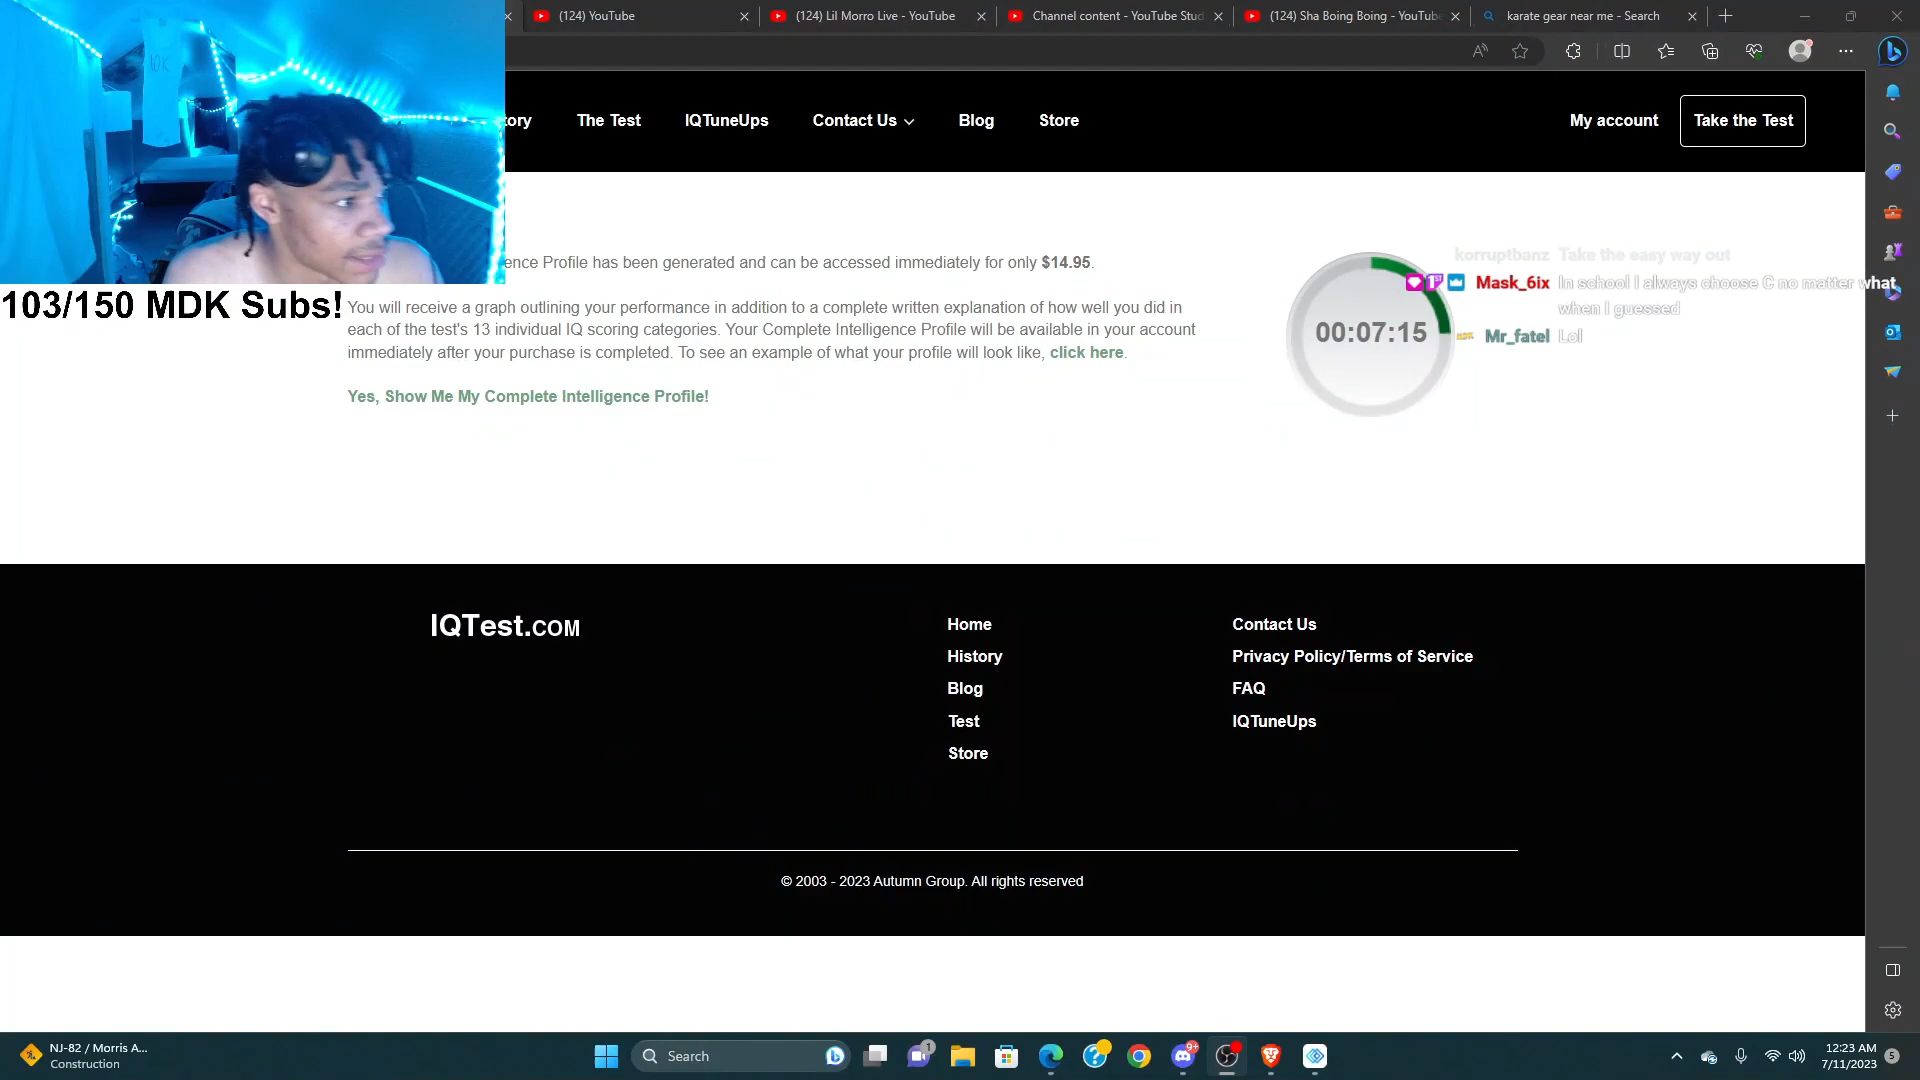 (124) YouTube
(124) Lil Morro Live - YouTube
Channel content - YouTube Stud
(124) Sha Boing Boing - YouTube
karate gear near me - Search
tory
The Test
IQTuneUps
Contact Us
Blog
Store
My account
Take the Test
10K
ence Profile has been generated and can be accessed immediately for only $14.95.
korruptbanz Take the easy way out
Mask_6ix In school I always choose C no matter what
when I guessed
Mr_fatel Lol
00:07:15
103/150 MDK Subs!
You will receive a graph outlining your performance in addition to a complete written explanation of how well you did in
each of the test's 13 individual IQ scoring categories. Your Complete Intelligence Profile will be available in your account
immediately after your purchase is completed. To see an example of what your profile will look like, click here.
Yes, Show Me My Complete Intelligence Profile!
IQTest.COM
Home
History
Blog
Test
Store
Contact Us
Privacy Policy/Terms of Service
FAQ
IQTuneUps
© 2003 - 2023 Autumn Group. All rights reserved
NJ-82 / Morris A...
Construction
Search
1
9+
12:23 AM
7/11/2023
5